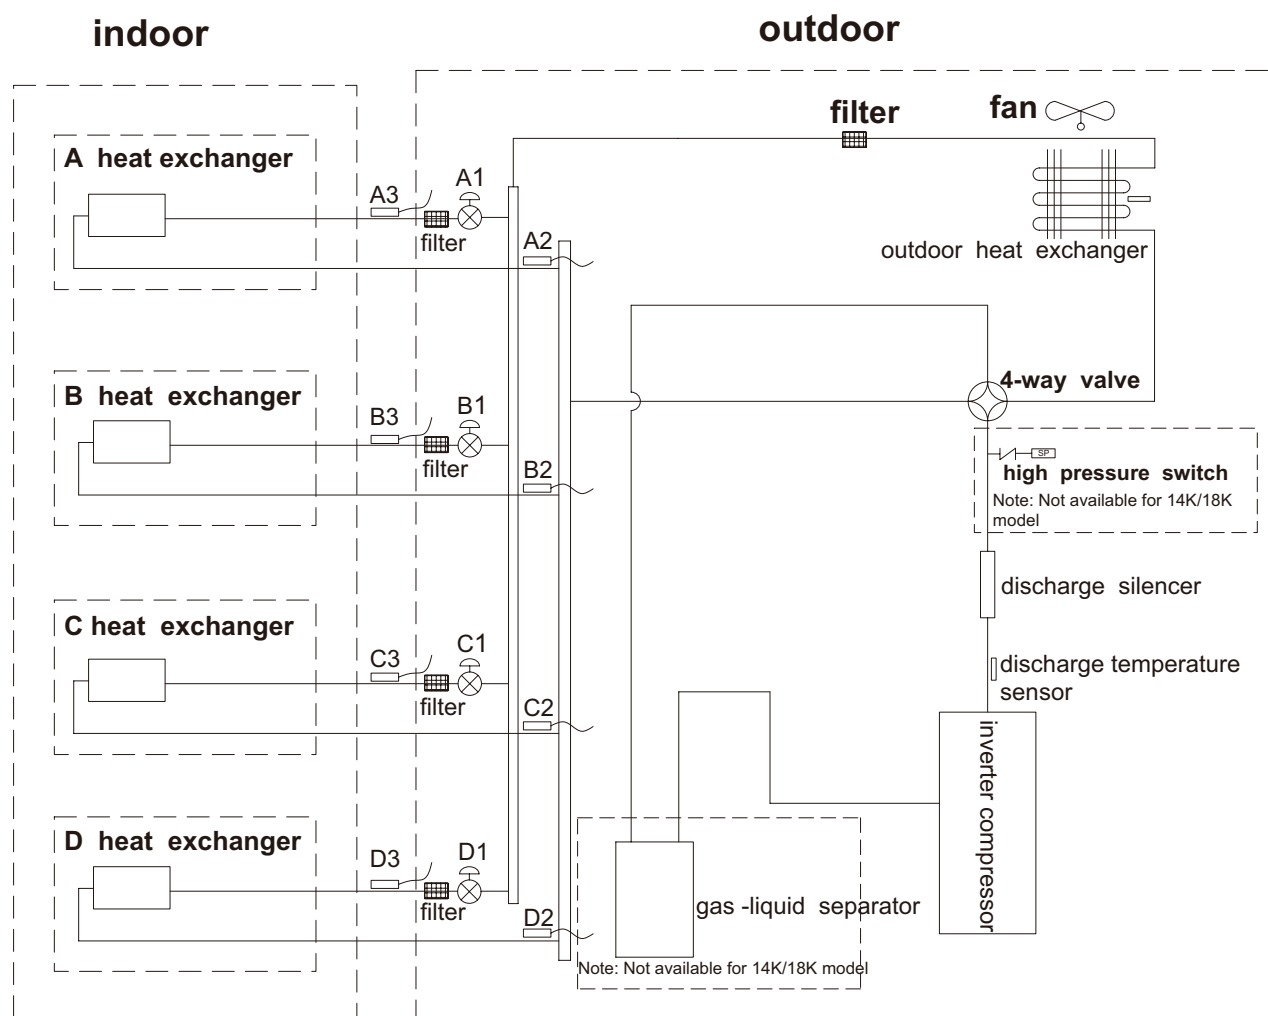 indoor
outdoor
filter
fan
A heat exchanger
A3
A1
filter
A2
outdoor heat exchanger
4-way valve
B heat exchanger
B3
B1
filter
B2
SP
high pressure switch
Note: Not available for 14K/18K
model
discharge silencer
C heat exchanger
C3
C1
filter
C2
discharge temperature
sensor
inverter compressor
D heat exchanger
D3
D1
filter
D2
gas -liquid separator
Note: Not available for 14K/18K model